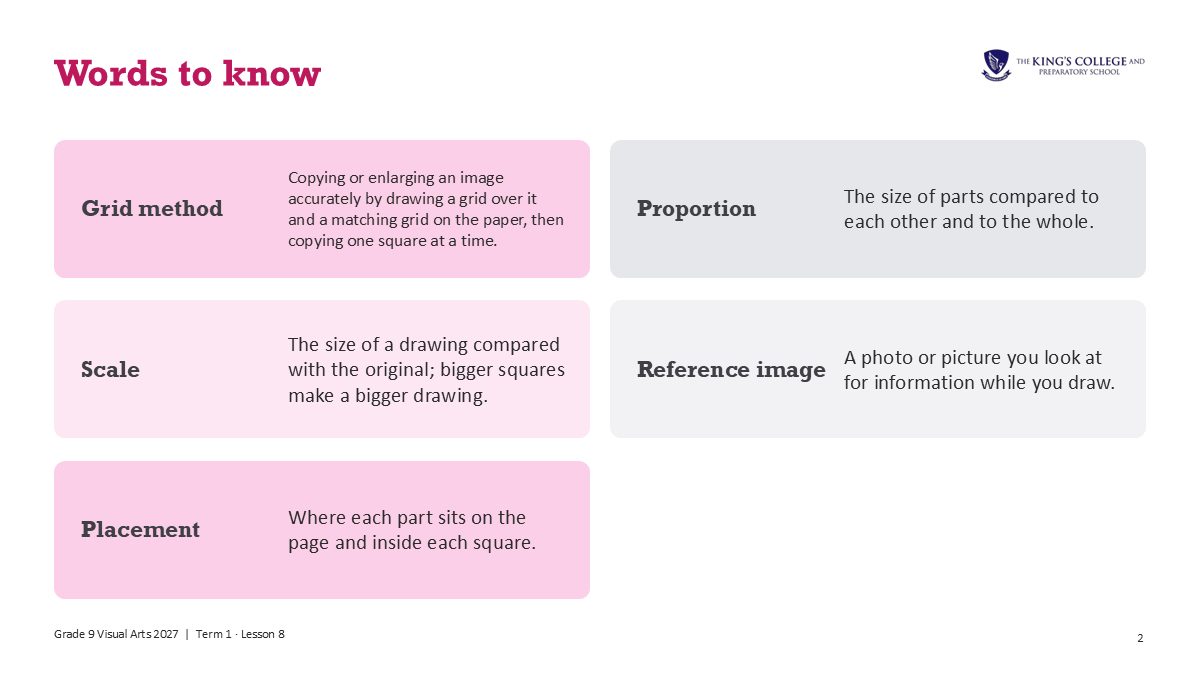 Words to know
THE KING'S COLLEGE AND
PREPARATORY SCHOOL
Grid method
Copying or enlarging an image
accurately by drawing a grid over it
and a matching grid on the paper, then
copying one square at a time.
Proportion
The size of parts compared to
each other and to the whole.
Scale
The size of a drawing compared
with the original; bigger squares
make a bigger drawing.
Reference image
A photo or picture you look at
for information while you draw.
Placement
Where each part sits on the
page and inside each square.
Grade 9 Visual Arts 2027 | Term 1 · Lesson 8
2